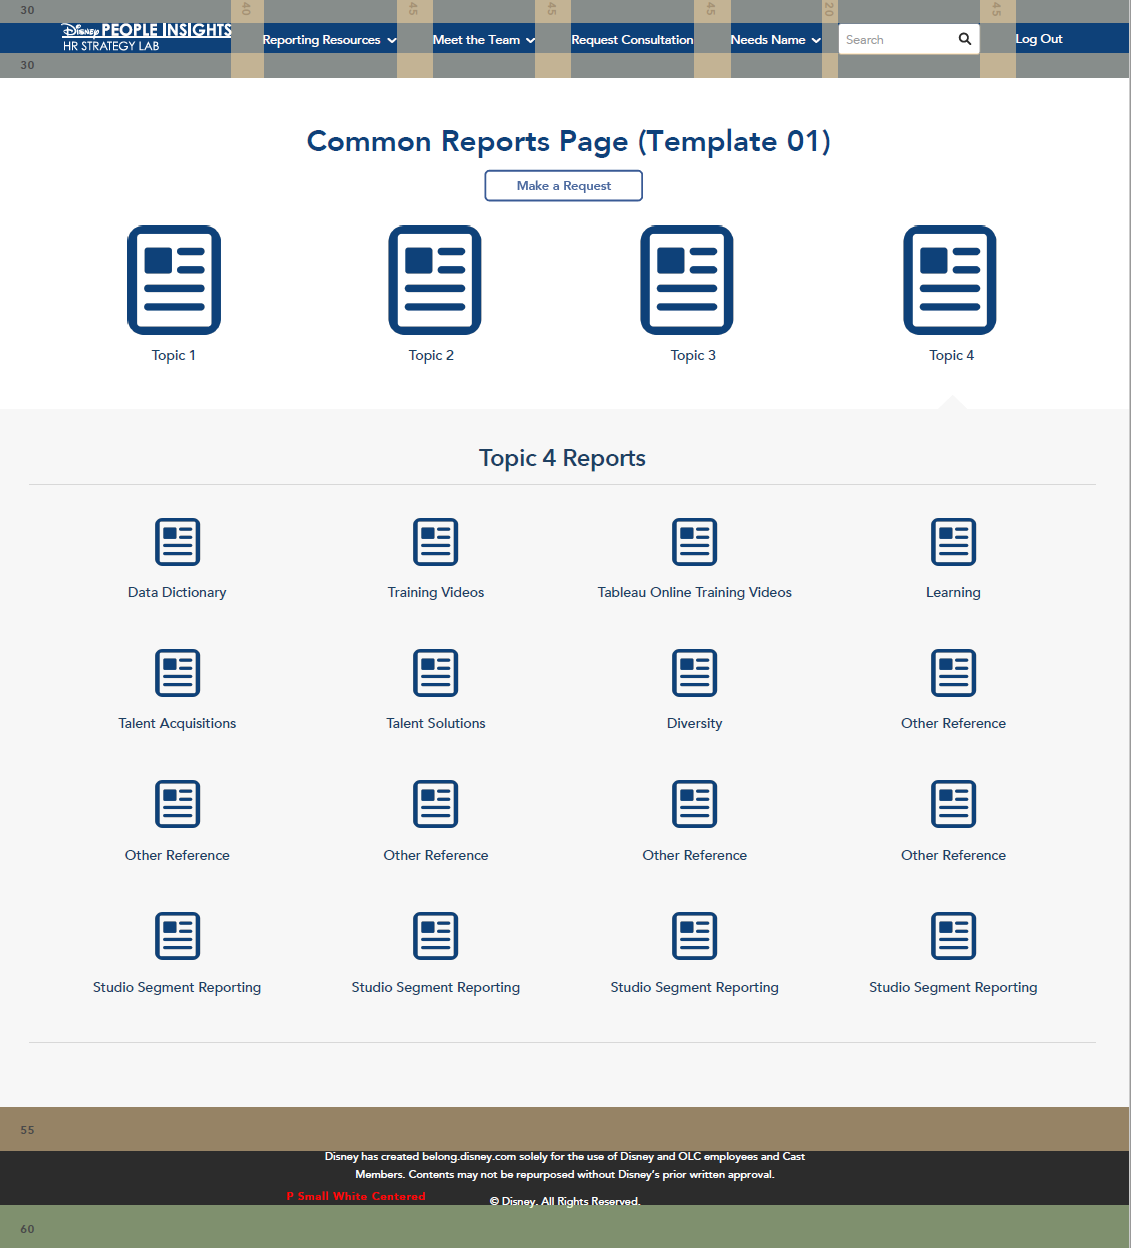 30
40
45
45
45
20
45
Disney PEOPLE INSIGHTS
HR STRATEGY LAB
Reporting Resources
Meet the Team
Request Consultation
Needs Name
Search
Log Out
30
Common Reports Page (Template 01)
Make a Request
Topic 1
Topic 2
Topic 3
Topic 4
Topic 4 Reports
Data Dictionary
Training Videos
Tableau Online Training Videos
Learning
Talent Acquisitions
Talent Solutions
Diversity
Other Reference
Other Reference
Other Reference
Other Reference
Other Reference
Studio Segment Reporting
Studio Segment Reporting
Studio Segment Reporting
Studio Segment Reporting
55
Disney has created belong.disney.com solely for the use of Disney and OLC employees and Cast
Members. Contents may not be repurposed without Disney's prior written approval.
P Small White Centered
© Disney. All Rights Reserved.
60